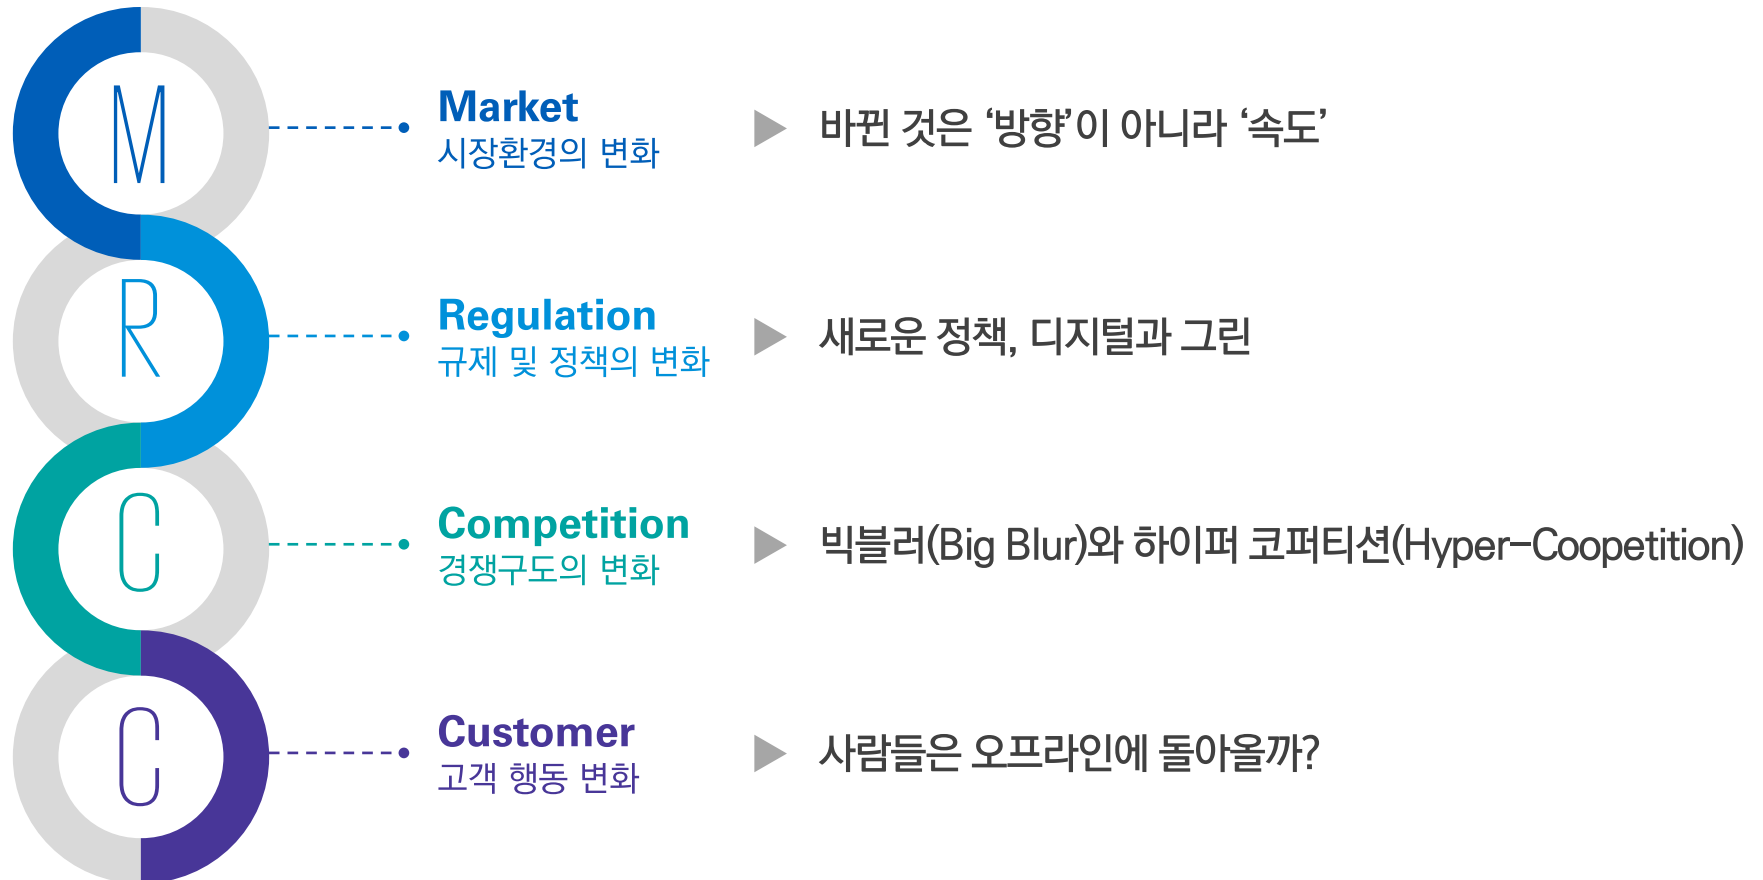 M
Market
시장환경의 변화
바뀐 것은 ‘방향’이 아니라 ‘속도’
R
Regulation
규제 및 정책의 변화
새로운 정책, 디지털과 그린
C
Competition
경쟁구도의 변화
빅블러(Big Blur)와 하이퍼 코퍼티션(Hyper-Coopetition)
C
Customer
고객 행동 변화
사람들은 오프라인에 돌아올까?